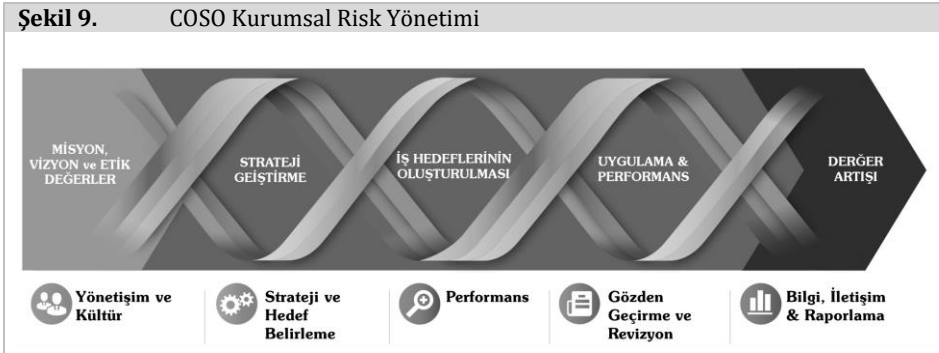 Şekil 9. COSO Kurumsal Risk Yönetimi
MİSYON,
VİZYON ve ETİK
DEĞERLER
STRATEJİ
GEİŞTİRME
İŞ HEDEFLERİNİN
OLUŞTURULMASI
UYGULAMA &
PERFORMANS
DERĞER
ARTIŞI
Yönetişim ve
Kültür
Strateji ve
Hedef
Belirleme
Performans
Gözden
Geçirme ve
Revizyon
Bilgi, İletişim
& Raporlama